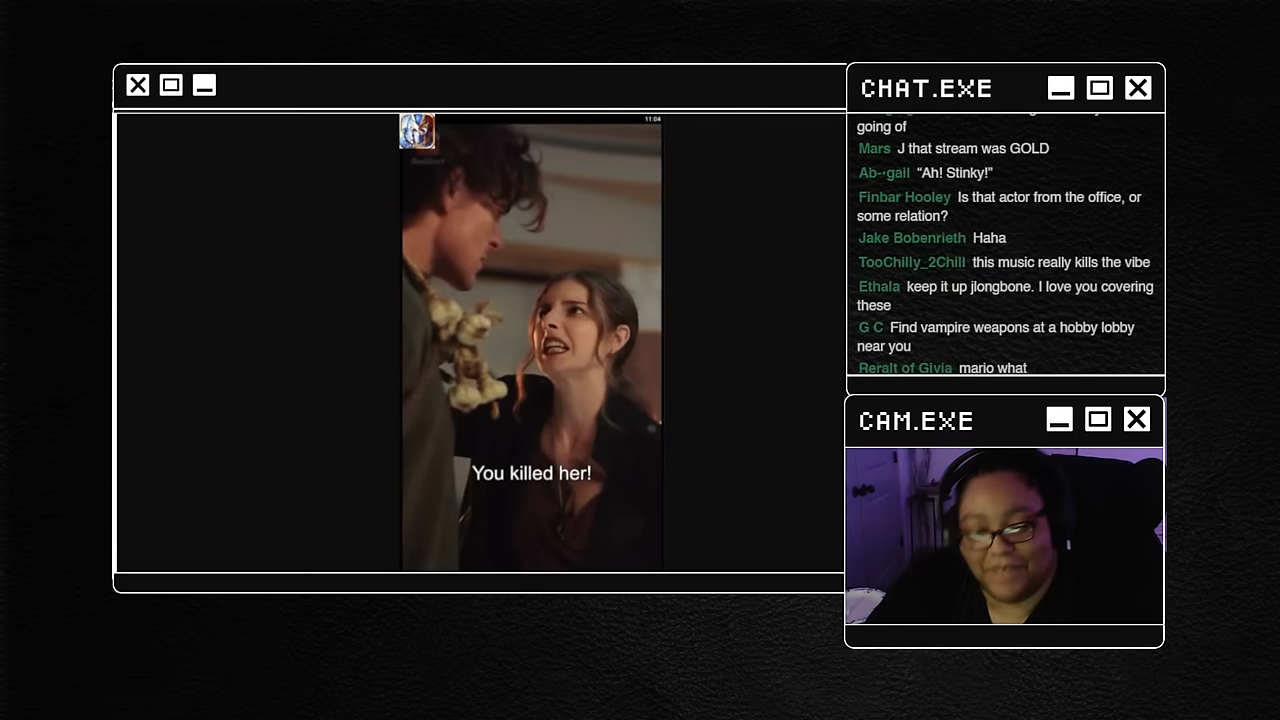 11:04
You killed her!
CHAT.EXE
going of
Mars J that stream was GOLD
Ab-•gail “Ah! Stinky!”
Finbar Hooley Is that actor from the office, or
some relation?
Jake Bobenrieth Haha
TooChilly_2Chill this music really kills the vibe
Ethala keep it up jlongbone. I love you covering
these
G C Find vampire weapons at a hobby lobby
near you
Reralt of Givia mario what
CAM.EXE